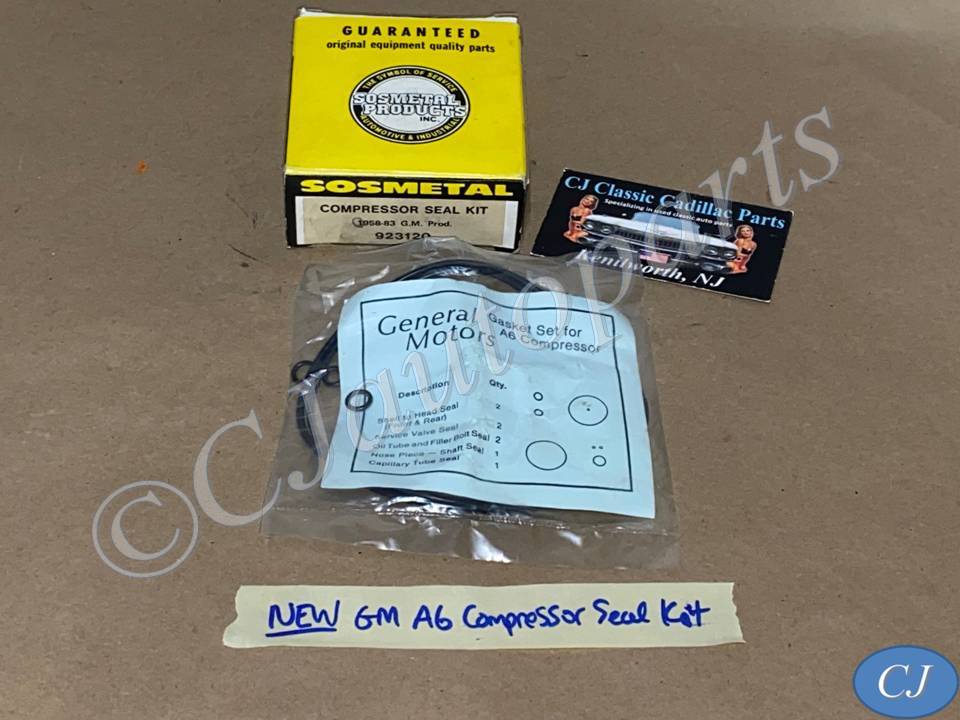 GUARANTEED
original equipment quality parts
THE SYMBOL OF SERVICE
SOSMETAL
PRODUCTS
INC.
AUTOMOTIVE & INDUSTRIAL
SOSMETAL
COMPRESSOR SEAL KIT
1958-83 G.M. Prod.
923120
CJ Classic Cadillac Parts
Specializing in used classic auto parts
Kenilworth, NJ
General Motors
Gasket Set for A6 Compressor
Description Qty.
Shell to Head Seal 2
(Front & Rear)
Service Valve Seal 2
Oil Tube and Filler Bolt Seal 2
Nose Piece — Shaft Seal 1
Capillary Tube Seal 1
©CJautoparts
NEW GM A6 Compressor Seal Kit
CJ